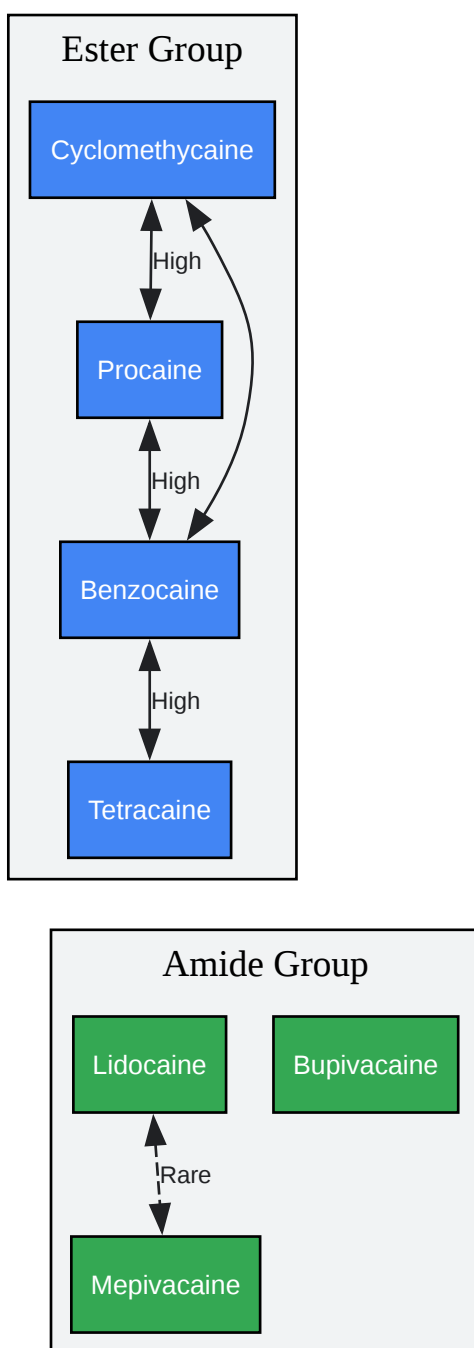 Ester Group
Cyclomethycaine
High
Procaine
High
Benzocaine
High
Tetracaine
Amide Group
Lidocaine
Bupivacaine
Rare
Mepivacaine